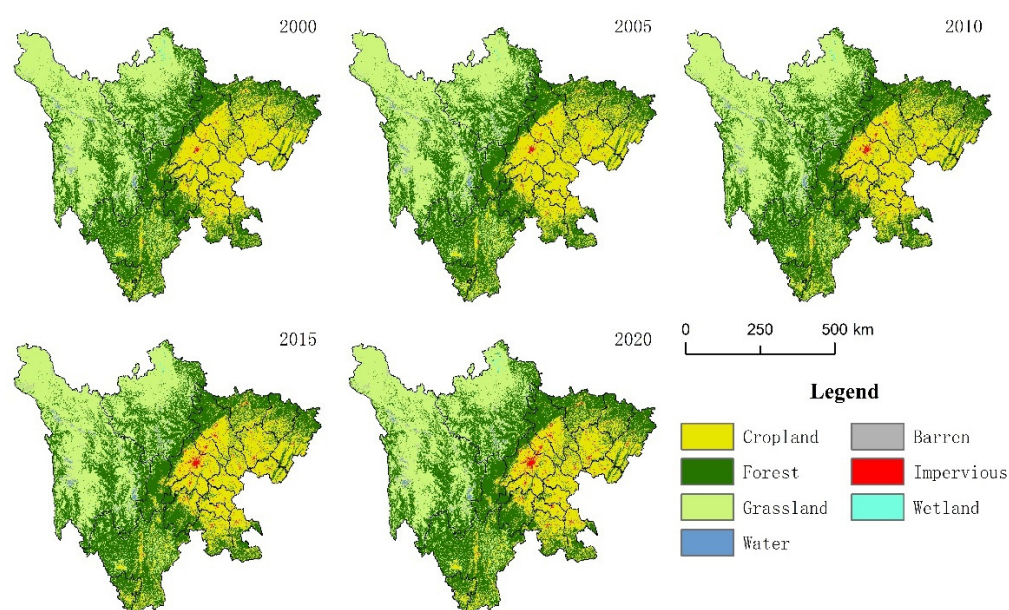 2000
2005
2010
2015
2020
0 250 500 km
Legend
Cropland
Barren
Forest
Impervious
Grassland
Wetland
Water